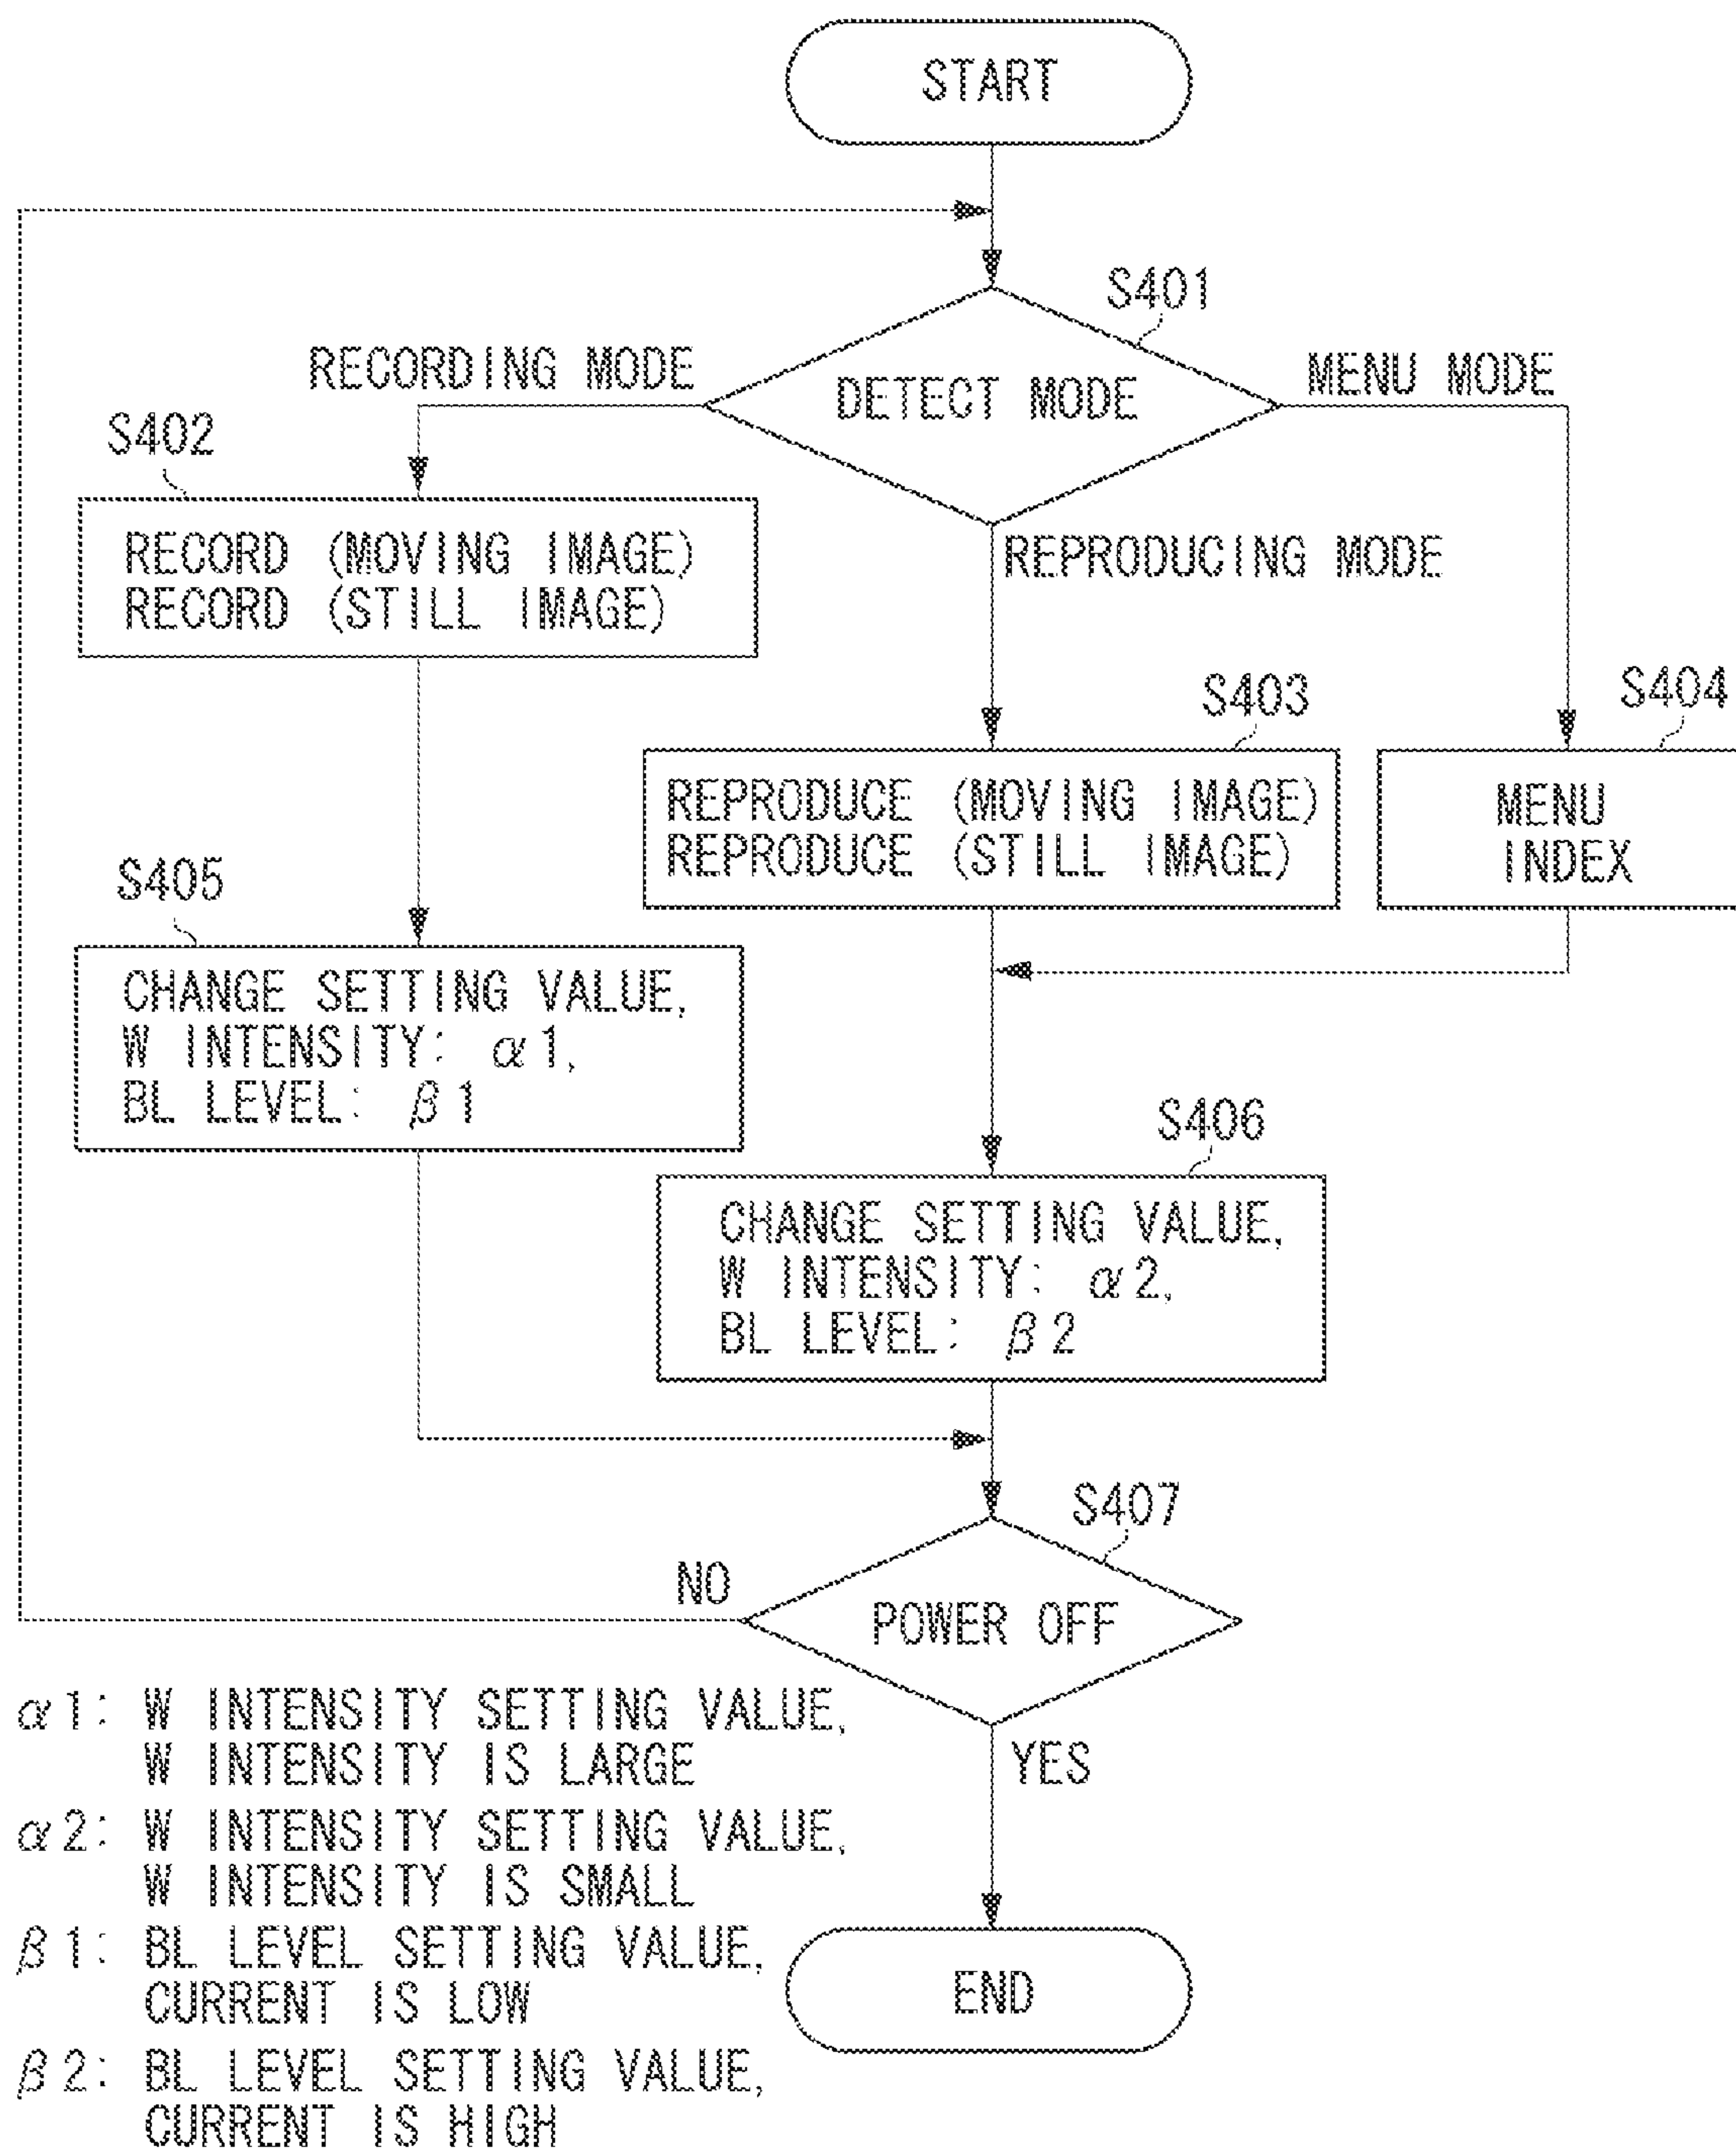 START
S401
RECORDING MODE
DETECT MODE
MENU MODE
S402
RECORD (MOVING IMAGE)
RECORD (STILL IMAGE)
REPRODUCING MODE
S403
S404
REPRODUCE (MOVING IMAGE)
REPRODUCE (STILL IMAGE)
MENU
INDEX
S405
CHANGE SETTING VALUE,
W INTENSITY: α1,
BL LEVEL: β1
S406
CHANGE SETTING VALUE,
W INTENSITY: α2,
BL LEVEL: β2
S407
NO
POWER OFF
YES
α1: W INTENSITY SETTING VALUE,
W INTENSITY IS LARGE
α2: W INTENSITY SETTING VALUE,
W INTENSITY IS SMALL
β1: BL LEVEL SETTING VALUE,
CURRENT IS LOW
β2: BL LEVEL SETTING VALUE,
CURRENT IS HIGH
END